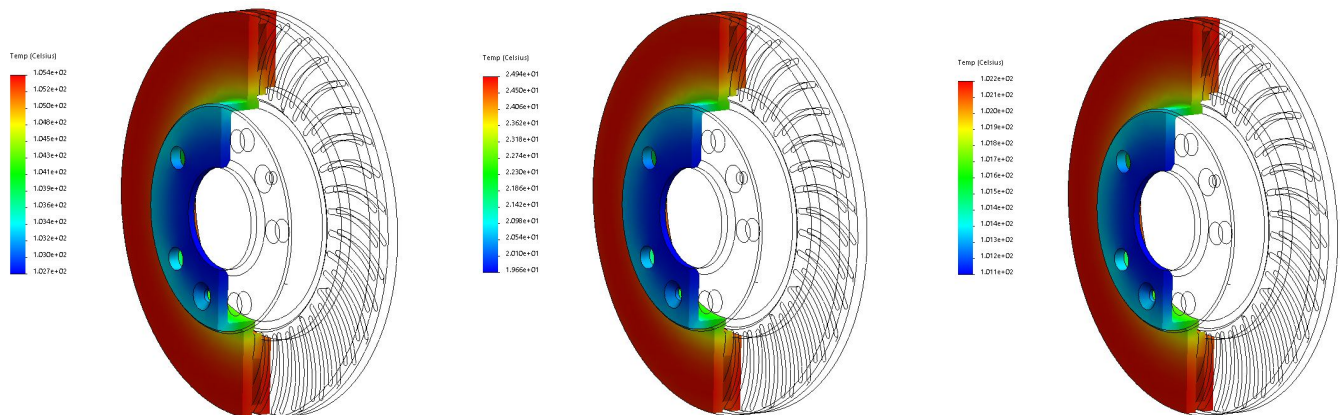 Temp (Celsius)
1.054e+02
1.052e+02
1.050e+02
1.048e+02
1.045e+02
1.043e+02
1.041e+02
1.039e+02
1.036e+02
1.034e+02
1.032e+02
1.030e+02
1.027e+02
Temp (Celsius)
2.494e+01
2.450e+01
2.406e+01
2.362e+01
2.318e+01
2.274e+01
2.230e+01
2.186e+01
2.142e+01
2.098e+01
2.054e+01
2.010e+01
1.966e+01
Temp (Celsius)
1.022e+02
1.021e+02
1.020e+02
1.019e+02
1.018e+02
1.017e+02
1.016e+02
1.015e+02
1.014e+02
1.014e+02
1.013e+02
1.012e+02
1.011e+02